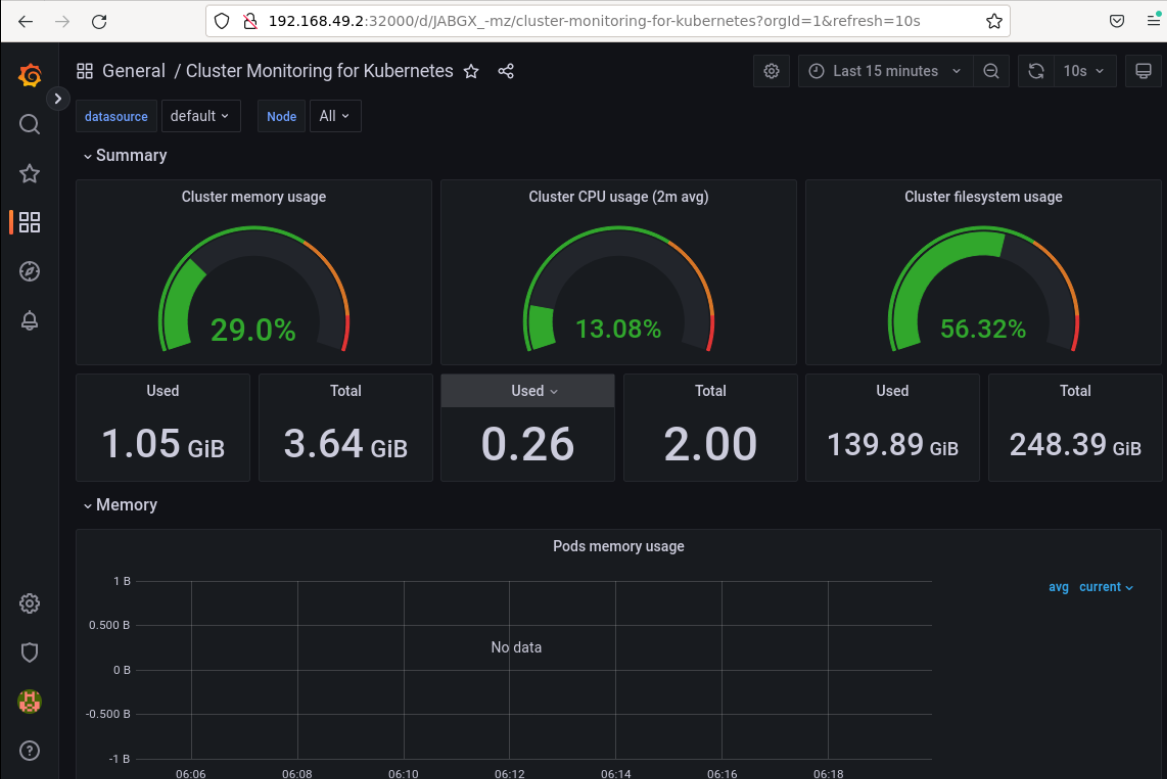 192.168.49.2:32000/d/JABGX_-mz/cluster-monitoring-for-kubernetes?orgId=1&refresh=10s
General / Cluster Monitoring for Kubernetes
Last 15 minutes
10s
datasource default Node All
Summary
Cluster memory usage
29.0%
Cluster CPU usage (2m avg)
13.08%
Cluster filesystem usage
56.32%
Used
1.05 GiB
Total
3.64 GiB
Used
0.26
Total
2.00
Used
139.89 GiB
Total
248.39 GiB
Memory
Pods memory usage
avg current
1 B
0.500 B
0 B
-0.500 B
-1 B
No data
06:06 06:08 06:10 06:12 06:14 06:16 06:18